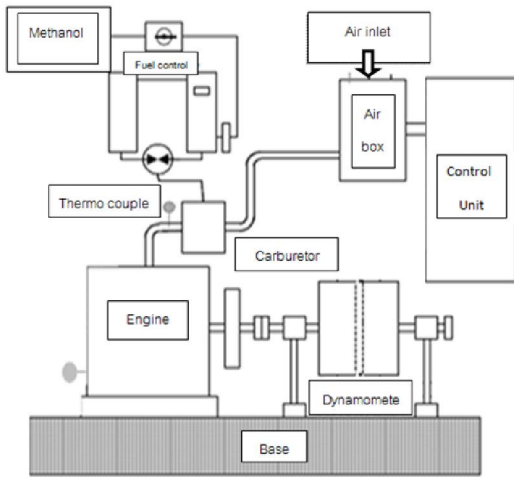 Methanol
Air inlet
Fuel control
Air
box
Control
Unit
Thermo couple
Carburetor
Engine
Dynamomete
Base